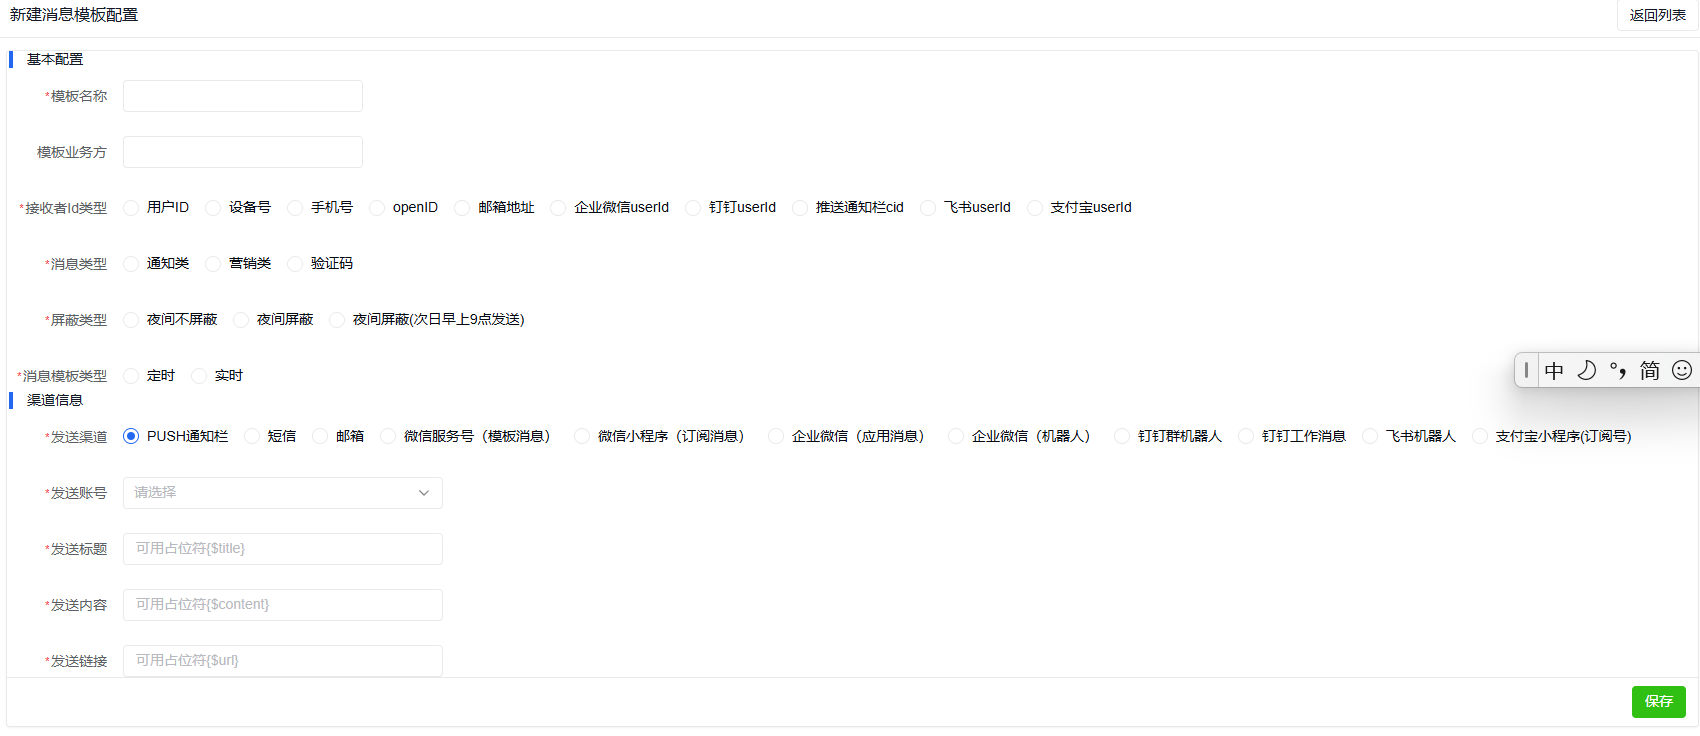 新建消息模板配置
返回列表
基本配置
*模板名称
模板业务方
*接收者Id类型 用户ID 设备号 手机号 openID 邮箱地址 企业微信userId 钉钉userId 推送通知栏cid 飞书userId 支付宝userId
*消息类型 通知类 营销类 验证码
*屏蔽类型 夜间不屏蔽 夜间屏蔽 夜间屏蔽(次日早上9点发送)
中 简
*消息模板类型 定时 实时
渠道信息
*发送渠道 PUSH通知栏 短信 邮箱 微信服务号（模板消息） 微信小程序（订阅消息） 企业微信（应用消息） 企业微信（机器人） 钉钉群机器人 钉钉工作消息 飞书机器人 支付宝小程序(订阅号)
*发送账号 请选择
*发送标题 可用占位符{$title}
*发送内容 可用占位符{$content}
*发送链接 可用占位符{$url}
保存